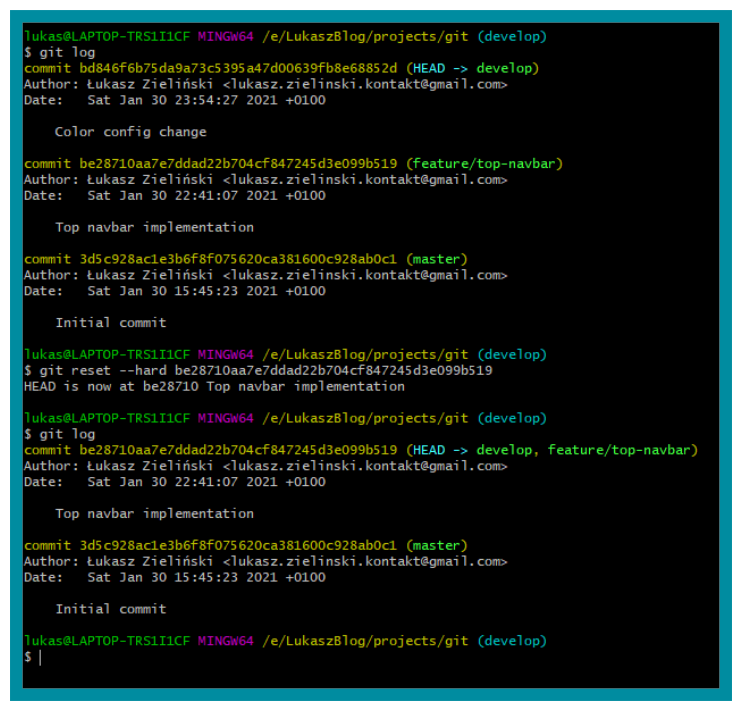 lukas@LAPTOP-TRS1I1CF MINGW64 /e/LukaszBlog/projects/git (develop)
$ git log
commit bd846f6b75da9a73c5395a47d00639fb8e68852d (HEAD -> develop)
Author: Łukasz Zieliński <lukasz.zielinski.kontakt@gmail.com>
Date:   Sat Jan 30 23:54:27 2021 +0100
    Color config change
commit be28710aa7e7ddad22b704cf847245d3e099b519 (feature/top-navbar)
Author: Łukasz Zieliński <lukasz.zielinski.kontakt@gmail.com>
Date:   Sat Jan 30 22:41:07 2021 +0100
    Top navbar implementation
commit 3d5c928ac1e3b6f8f075620ca381600c928ab0c1 (master)
Author: Łukasz Zieliński <lukasz.zielinski.kontakt@gmail.com>
Date:   Sat Jan 30 15:45:23 2021 +0100
    Initial commit
lukas@LAPTOP-TRS1I1CF MINGW64 /e/LukaszBlog/projects/git (develop)
$ git reset --hard be28710aa7e7ddad22b704cf847245d3e099b519
HEAD is now at be28710 Top navbar implementation
lukas@LAPTOP-TRS1I1CF MINGW64 /e/LukaszBlog/projects/git (develop)
$ git log
commit be28710aa7e7ddad22b704cf847245d3e099b519 (HEAD -> develop, feature/top-navbar)
Author: Łukasz Zieliński <lukasz.zielinski.kontakt@gmail.com>
Date:   Sat Jan 30 22:41:07 2021 +0100
    Top navbar implementation
commit 3d5c928ac1e3b6f8f075620ca381600c928ab0c1 (master)
Author: Łukasz Zieliński <lukasz.zielinski.kontakt@gmail.com>
Date:   Sat Jan 30 15:45:23 2021 +0100
    Initial commit
lukas@LAPTOP-TRS1I1CF MINGW64 /e/LukaszBlog/projects/git (develop)
$